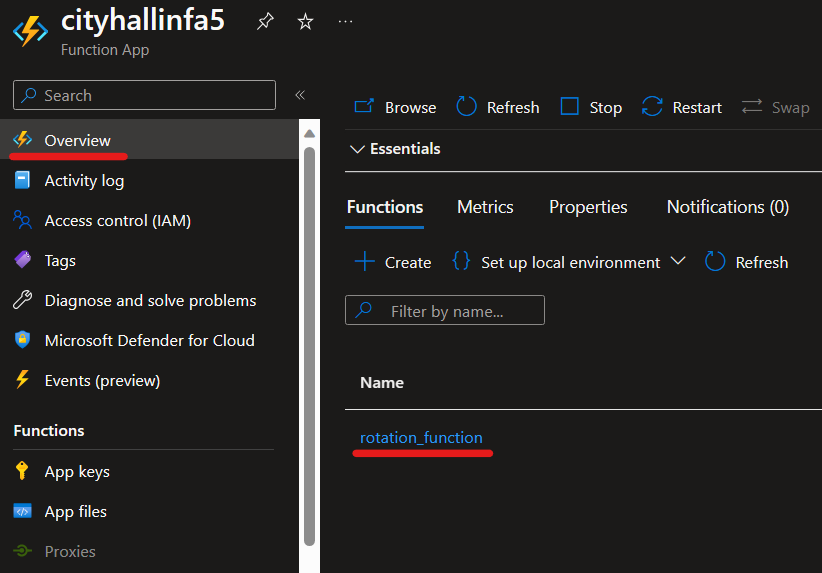 cityhallinfa5
Function App
Search
Overview
Activity log
Access control (IAM)
Tags
Diagnose and solve problems
Microsoft Defender for Cloud
Events (preview)
Functions
App keys
App files
Proxies
Browse
Refresh
Stop
Restart
Swap
Essentials
Functions
Metrics
Properties
Notifications (0)
Create
Set up local environment
Refresh
Filter by name...
Name
rotation_function